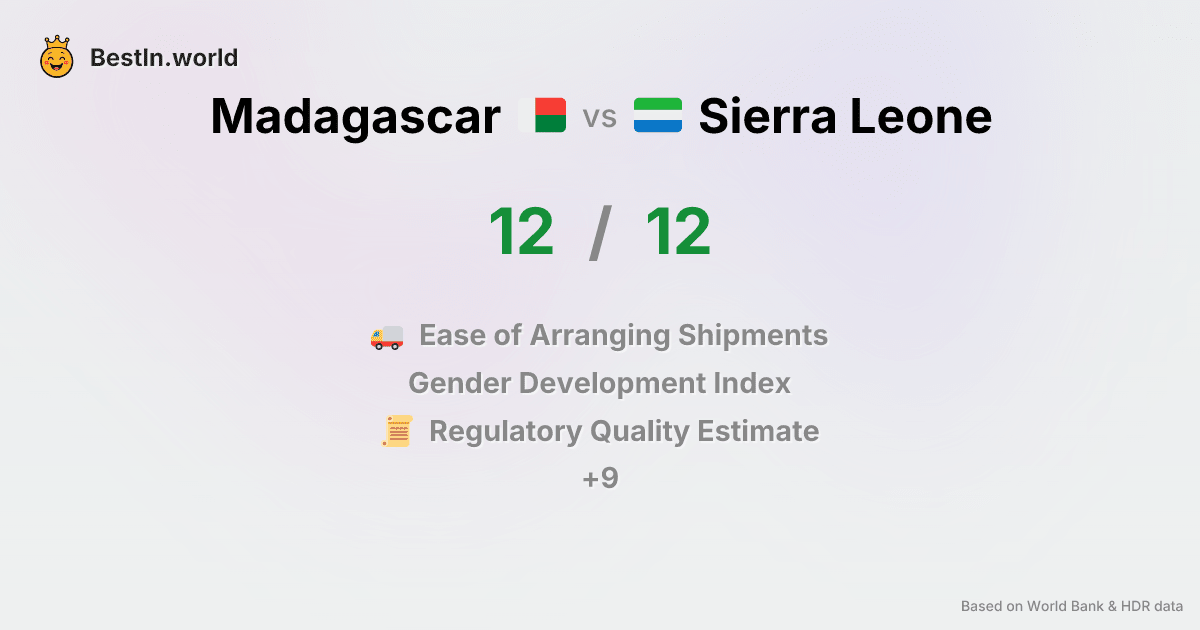 BestIn.world
Madagascar vs Sierra Leone
12 / 12
Ease of Arranging Shipments
Gender Development Index
Regulatory Quality Estimate
+9
Based on World Bank & HDR data